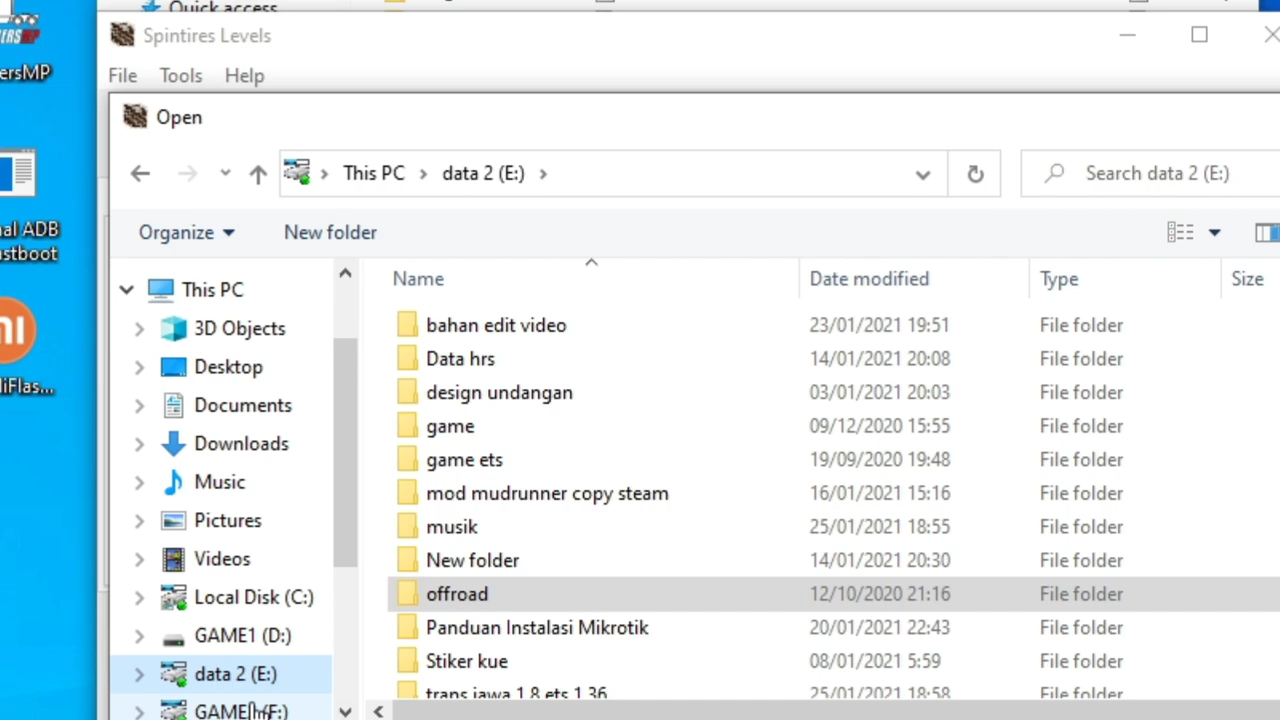 Quick access
Spintires Levels
ersMP
File Tools Help
Open
This PC data 2 (E:) Search data 2 (E:)
al ADB
astboot
Organize New folder
Name Date modified Type Size
This PC
3D Objects
Desktop
Documents
Downloads
Music
Pictures
Videos
Local Disk (C:)
GAME1 (D:)
data 2 (E:)
bahan edit video 23/01/2021 19:51 File folder
Data hrs 14/01/2021 20:08 File folder
design undangan 03/01/2021 20:03 File folder
game 09/12/2020 15:55 File folder
game ets 19/09/2020 19:48 File folder
mod mudrunner copy steam 16/01/2021 15:16 File folder
musik 25/01/2021 18:55 File folder
New folder 14/01/2021 20:30 File folder
offroad 12/10/2020 21:16 File folder
Panduan Instalasi Mikrotik 20/01/2021 22:43 File folder
Stiker kue 08/01/2021 5:59 File folder
trans jawa 1.8 ets 1.36 25/01/2021 18:58 File folder
iFlas...